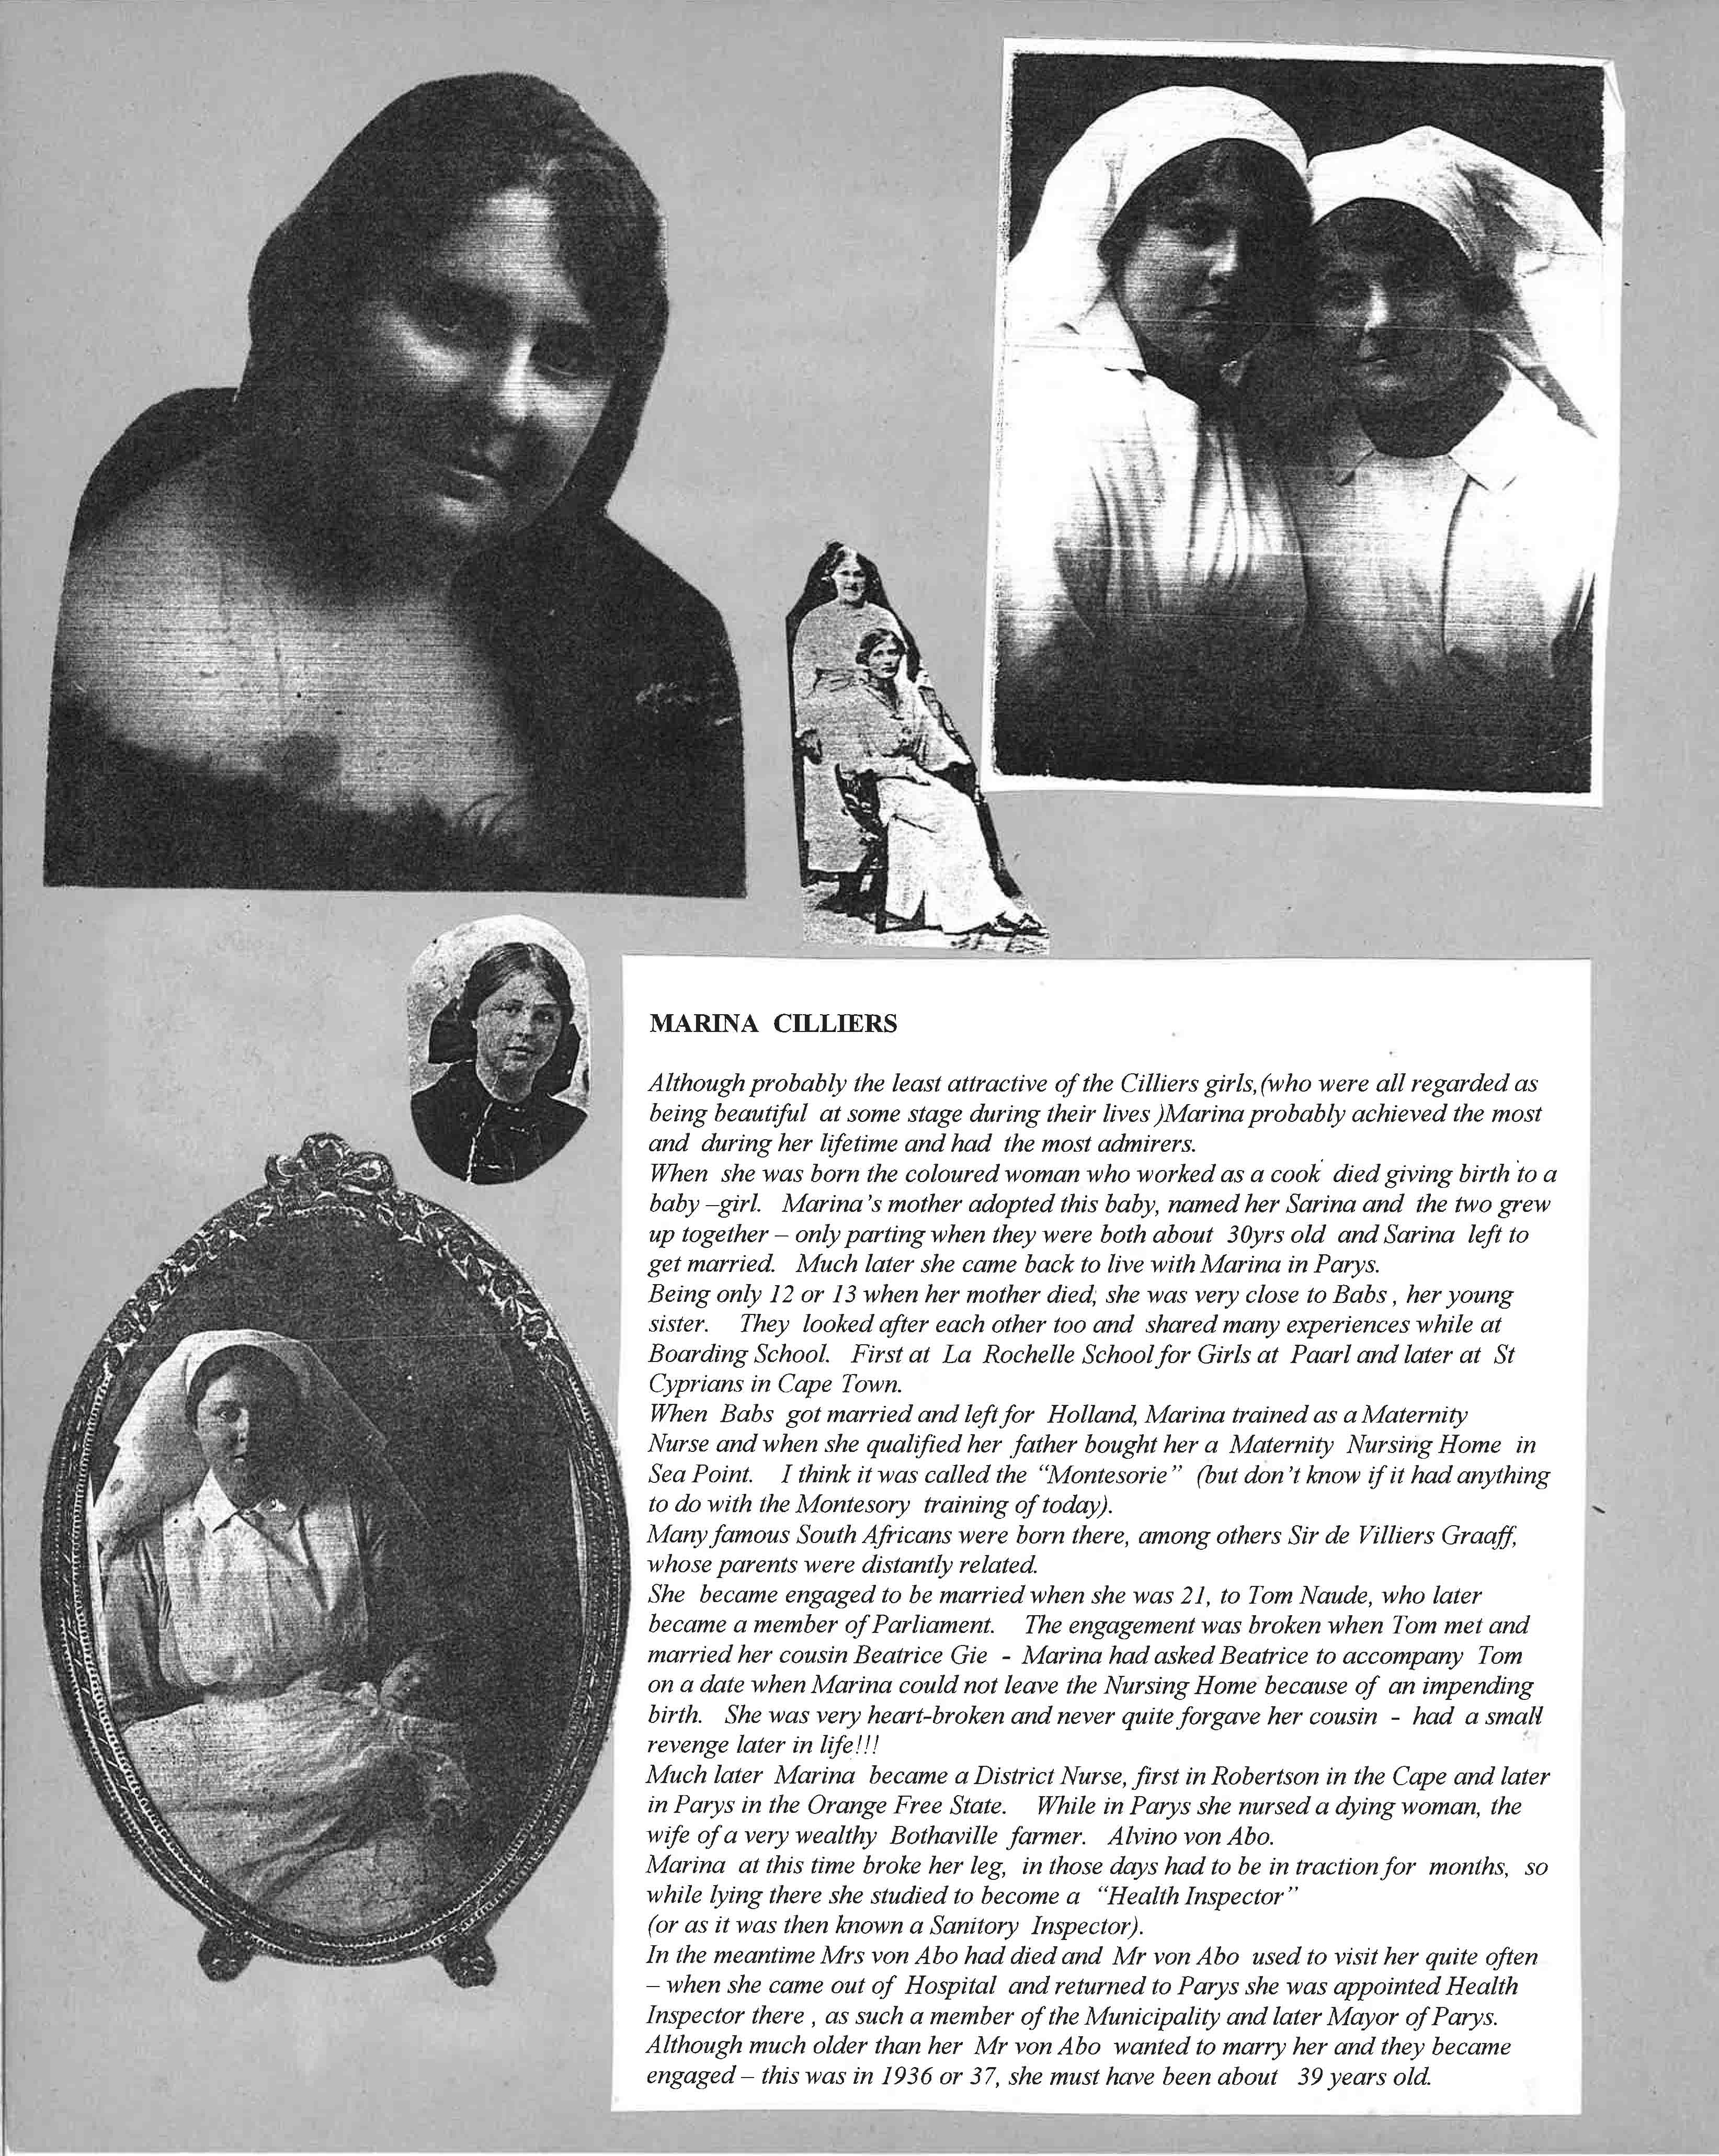 MARINA CILLIERS
Although probably the least attractive of the Cilliers girls,(who were all regarded as
being beautiful at some stage during their lives )Marina probably achieved the most
and during her lifetime and had the most admirers.
When she was born the coloured woman who worked as a cook died giving birth to a
baby –girl. Marina's mother adopted this baby, named her Sarina and the two grew
up together – only parting when they were both about 30yrs old and Sarina left to
get married. Much later she came back to live with Marina in Parys.
Being only 12 or 13 when her mother died, she was very close to Babs , her young
sister. They looked after each other too and shared many experiences while at
Boarding School. First at La Rochelle School for Girls at Paarl and later at St
Cyprians in Cape Town.
When Babs got married and left for Holland, Marina trained as a Maternity
Nurse and when she qualified her father bought her a Maternity Nursing Home in
Sea Point. I think it was called the "Montesorie" (but don't know if it had anything
to do with the Montesory training of today).
Many famous South Africans were born there, among others Sir de Villiers Graaff,
whose parents were distantly related.
She became engaged to be married when she was 21, to Tom Naude, who later
became a member of Parliament. The engagement was broken when Tom met and
married her cousin Beatrice Gie - Marina had asked Beatrice to accompany Tom
on a date when Marina could not leave the Nursing Home because of an impending
birth. She was very heart-broken and never quite forgave her cousin - had a small
revenge later in life!!!
Much later Marina became a District Nurse, first in Robertson in the Cape and later
in Parys in the Orange Free State. While in Parys she nursed a dying woman, the
wife of a very wealthy Bothaville farmer. Alvino von Abo.
Marina at this time broke her leg, in those days had to be in traction for months, so
while lying there she studied to become a "Health Inspector"
(or as it was then known a Sanitory Inspector).
In the meantime Mrs von Abo had died and Mr von Abo used to visit her quite often
– when she came out of Hospital and returned to Parys she was appointed Health
Inspector there , as such a member of the Municipality and later Mayor of Parys.
Although much older than her Mr von Abo wanted to marry her and they became
engaged – this was in 1936 or 37, she must have been about 39 years old.